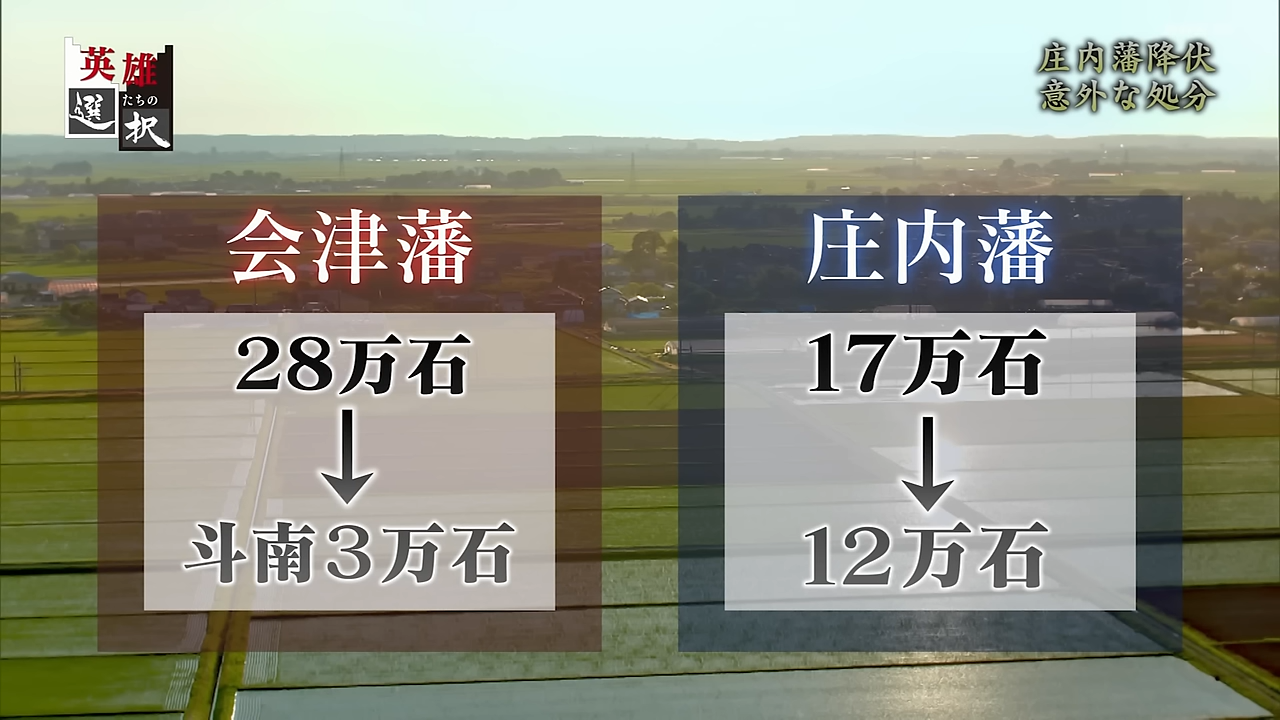 英雄
たちの
選択
庄内藩降伏
意外な処分
会津藩
28万石
↓
斗南3万石
庄内藩
17万石
↓
12万石